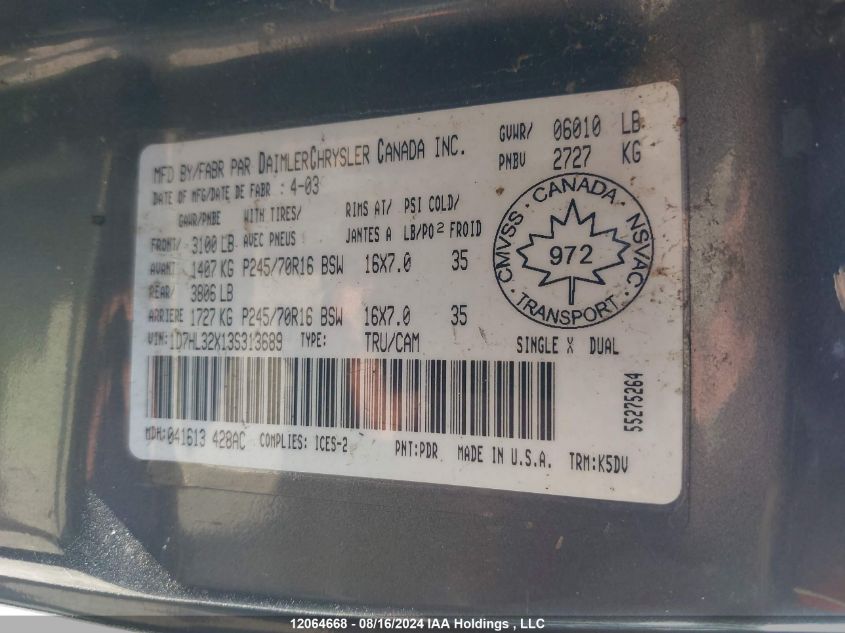 MFD BY/FABR PAR DAIMLERCHRYSLER CANADA INC. GVWR/ 06010 LB
PNBV 2727 KG
DATE OF MFG/DATE DE FABR : 4-03
GAWR/PNBE WITH TIRES/ RIMS AT/ PSI COLD/
FRONT/ 3100 LB AVEC PNEUS JANTES A LB/PO² FROID
AVANT 1407 KG P245/70R16 BSW 16X7.0 35
REAR/ 3806 LB
ARRIERE 1727 KG P245/70R16 BSW 16X7.0 35
CMVSS · CANADA · NSVAC
972
· TRANSPORT ·
VIN: 1D7HL32X13S313689 TYPE: TRU/CAM SINGLE X DUAL
55275264
MDH:041613 428AC COMPLIES: ICES-2 PNT:PDR MADE IN U.S.A. TRM:K5DV
12064668 - 08/16/2024 IAA Holdings , LLC